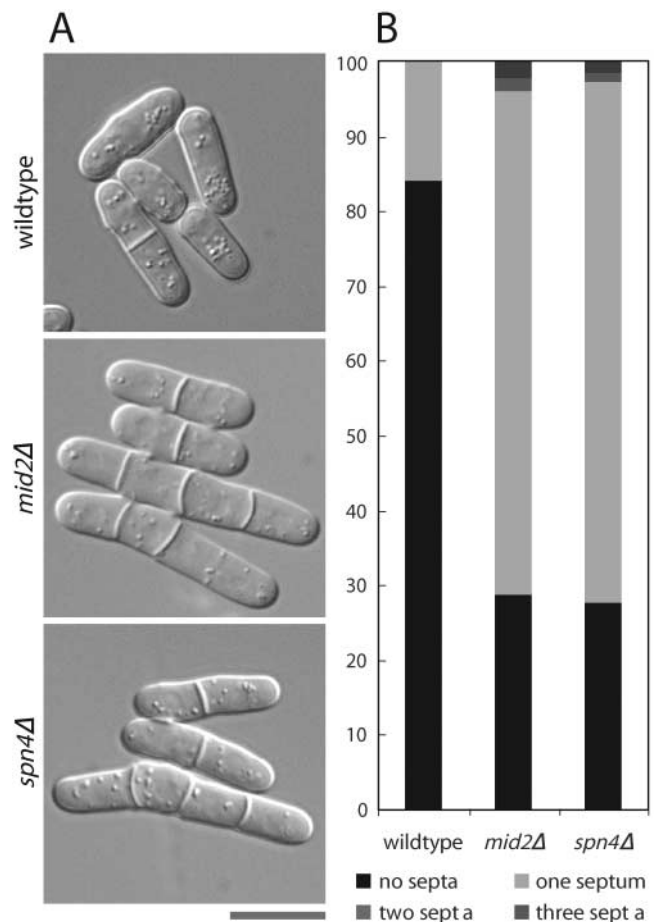 A
wildtype
mid2Δ
spn4Δ
B
100
90
80
70
60
50
40
30
20
10
0
wildtype mid2Δ spn4Δ
no septa one septum
two sept a three sept a